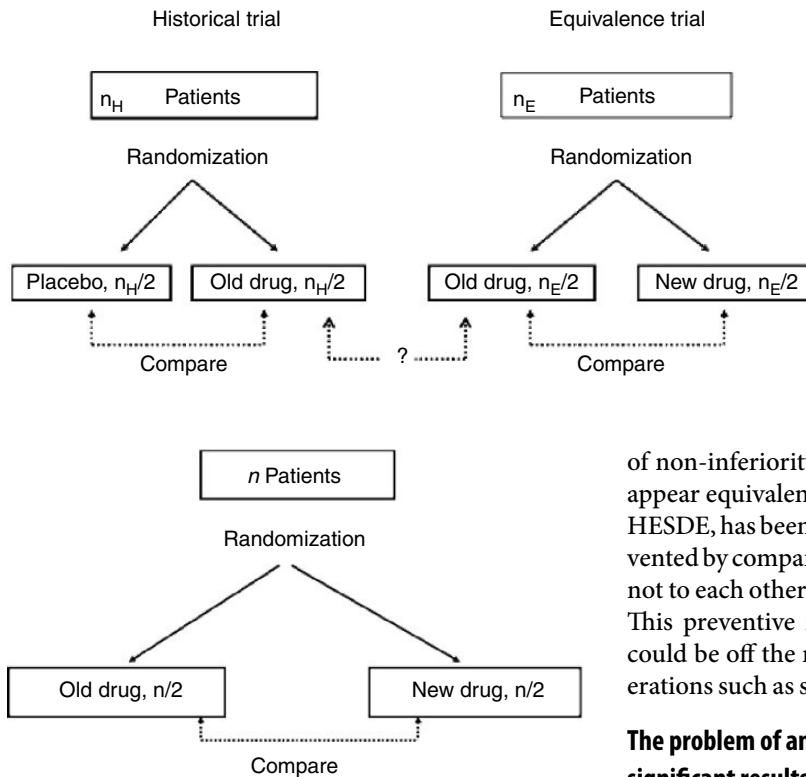 Historical trial
Equivalence trial
n_H Patients
n_E Patients
Randomization
Randomization
Placebo, n_H/2
Old drug, n_H/2
Old drug, n_E/2
New drug, n_E/2
Compare
?
Compare
n Patients
Randomization
Old drug, n/2
New drug, n/2
Compare
of non-inferiority
appear equivalen
HESDE, has been
vented by compar
not to each other
This preventive
could be off the
erations such as s
The problem of a
significant results